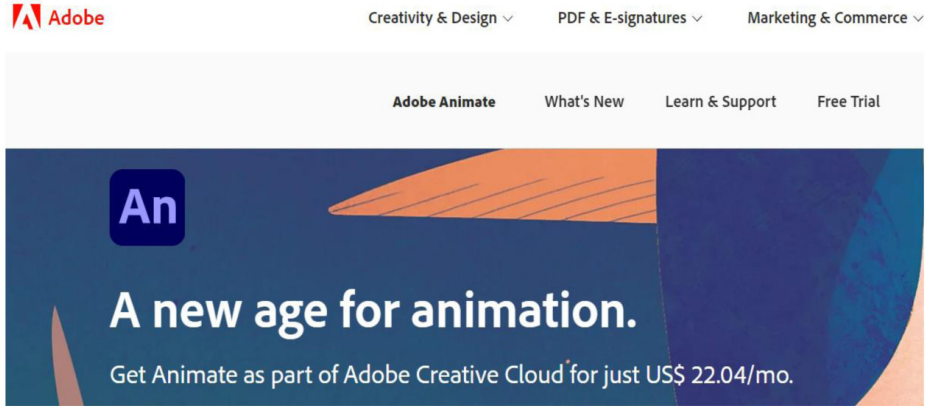 Adobe
Creativity & Design
PDF & E-signatures
Marketing & Commerce
Adobe Animate
What's New
Learn & Support
Free Trial
An
A new age for animation.
Get Animate as part of Adobe Creative Cloud for just US$ 22.04/mo.